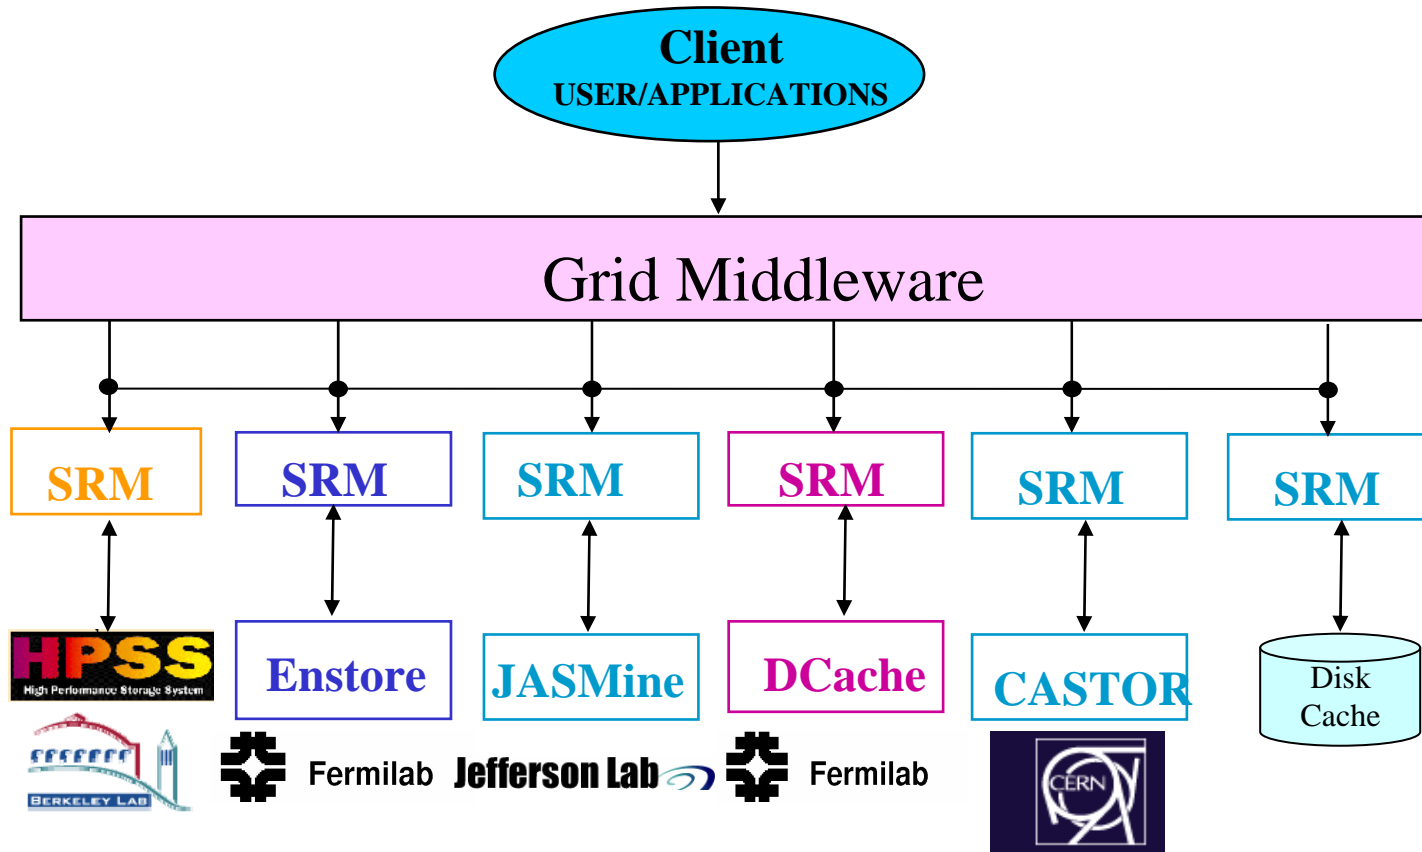 Client
USER/APPLICATIONS
Grid Middleware
SRM SRM SRM SRM SRM SRM
HPSS
High Performance Storage System
Enstore
JASMine
DCache
CASTOR
Disk
Cache
BERKELEY LAB
Fermilab
Jefferson Lab
Fermilab
CERN